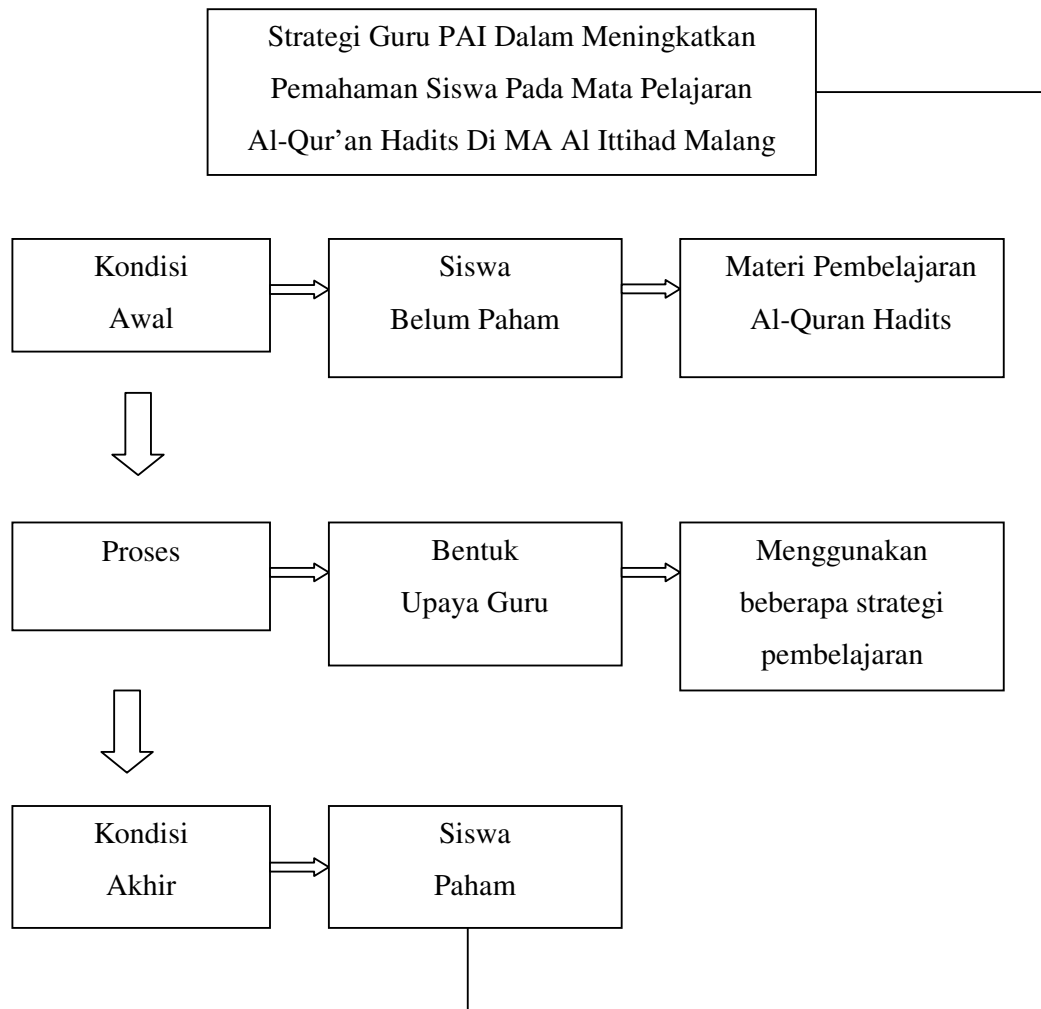 Strategi Guru PAI Dalam Meningkatkan
Pemahaman Siswa Pada Mata Pelajaran
Al-Qur’an Hadits Di MA Al Ittihad Malang
Kondisi
Awal
Siswa
Belum Paham
Materi Pembelajaran
Al-Quran Hadits
Proses
Bentuk
Upaya Guru
Menggunakan
beberapa strategi
pembelajaran
Kondisi
Akhir
Siswa
Paham